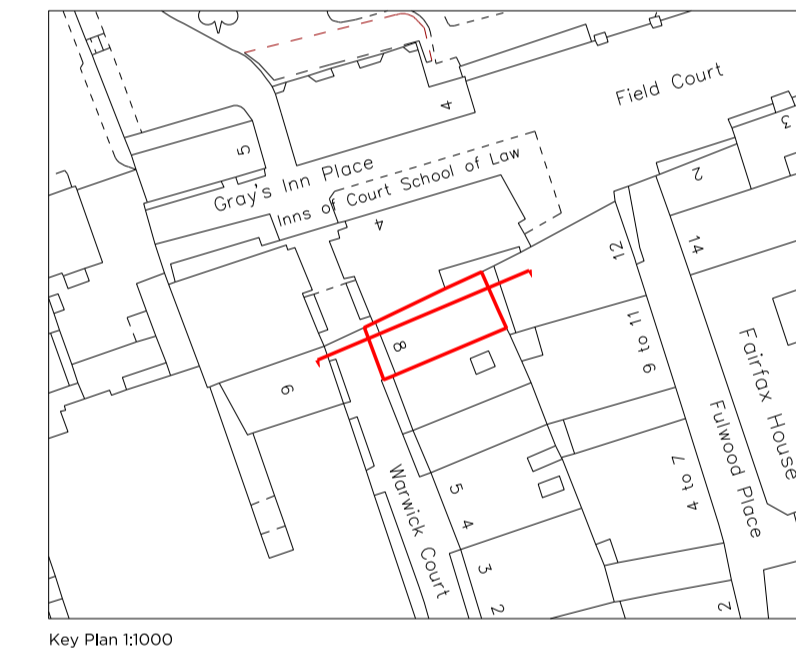 Field Court
4
3
5
Gray's Inn Place
Inns of Court School of Law
4
2
12
14
8
9 to 11
Fairfax House
9
Fulwood Place
4 to 7
Warwick Court
5
4
3
2
2
Key Plan 1:1000